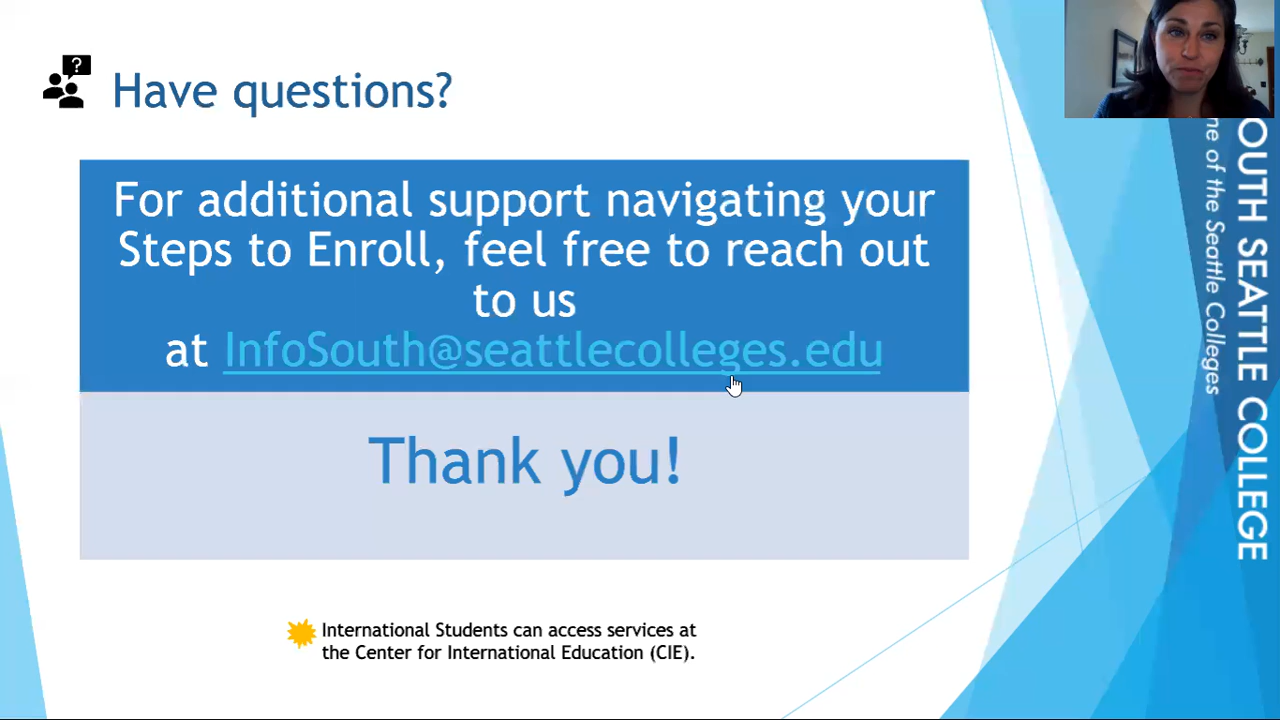 ?
Have questions?
For additional support navigating your
Steps to Enroll, feel free to reach out
to us
at InfoSouth@seattlecolleges.edu
Thank you!
International Students can access services at
the Center for International Education (CIE).
OUTH SEATTLE COLLEGE
ne of the Seattle Colleges